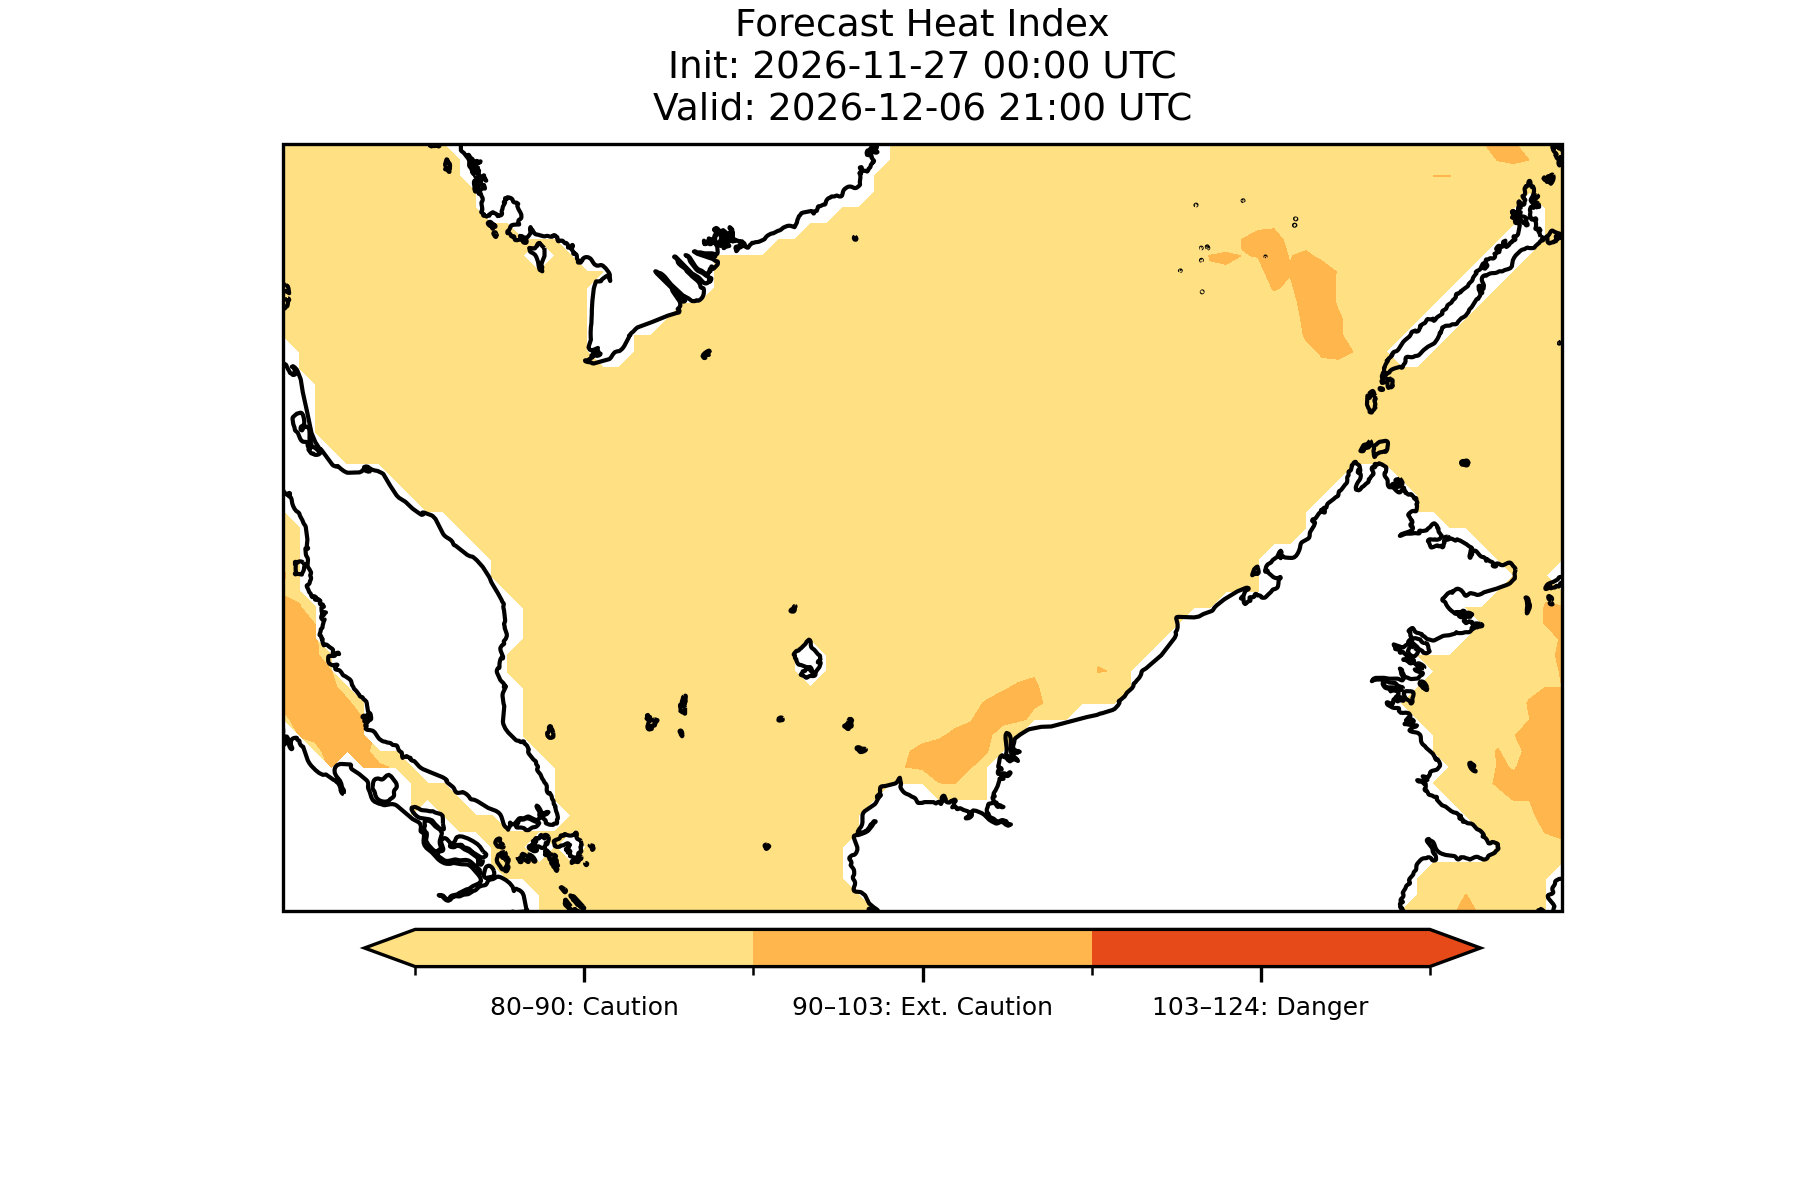 Forecast Heat Index
Init: 2026-11-27 00:00 UTC
Valid: 2026-12-06 21:00 UTC
80–90: Caution
90–103: Ext. Caution
103–124: Danger